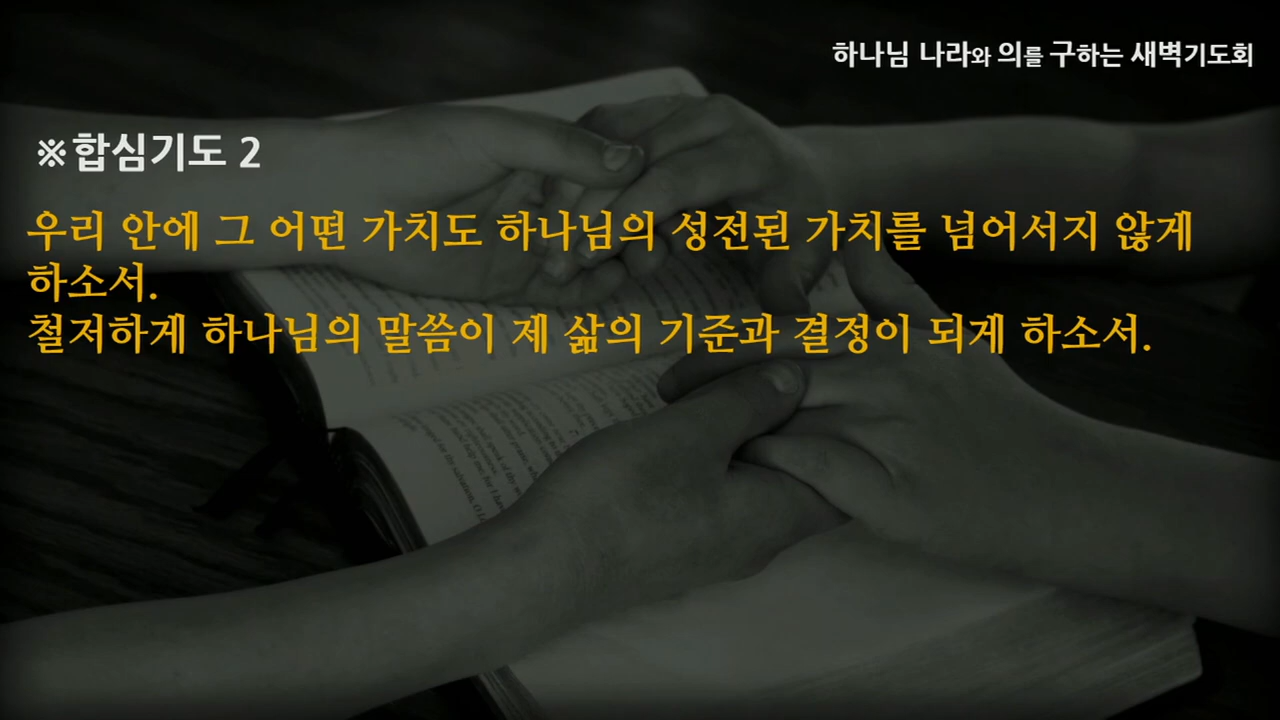 하나님 나라와 의를 구하는 새벽기도회
※합심기도 2
우리 안에 그 어떤 가치도 하나님의 성전된 가치를 넘어서지 않게
하소서.
철저하게 하나님의 말씀이 제 삶의 기준과 결정이 되게 하소서.